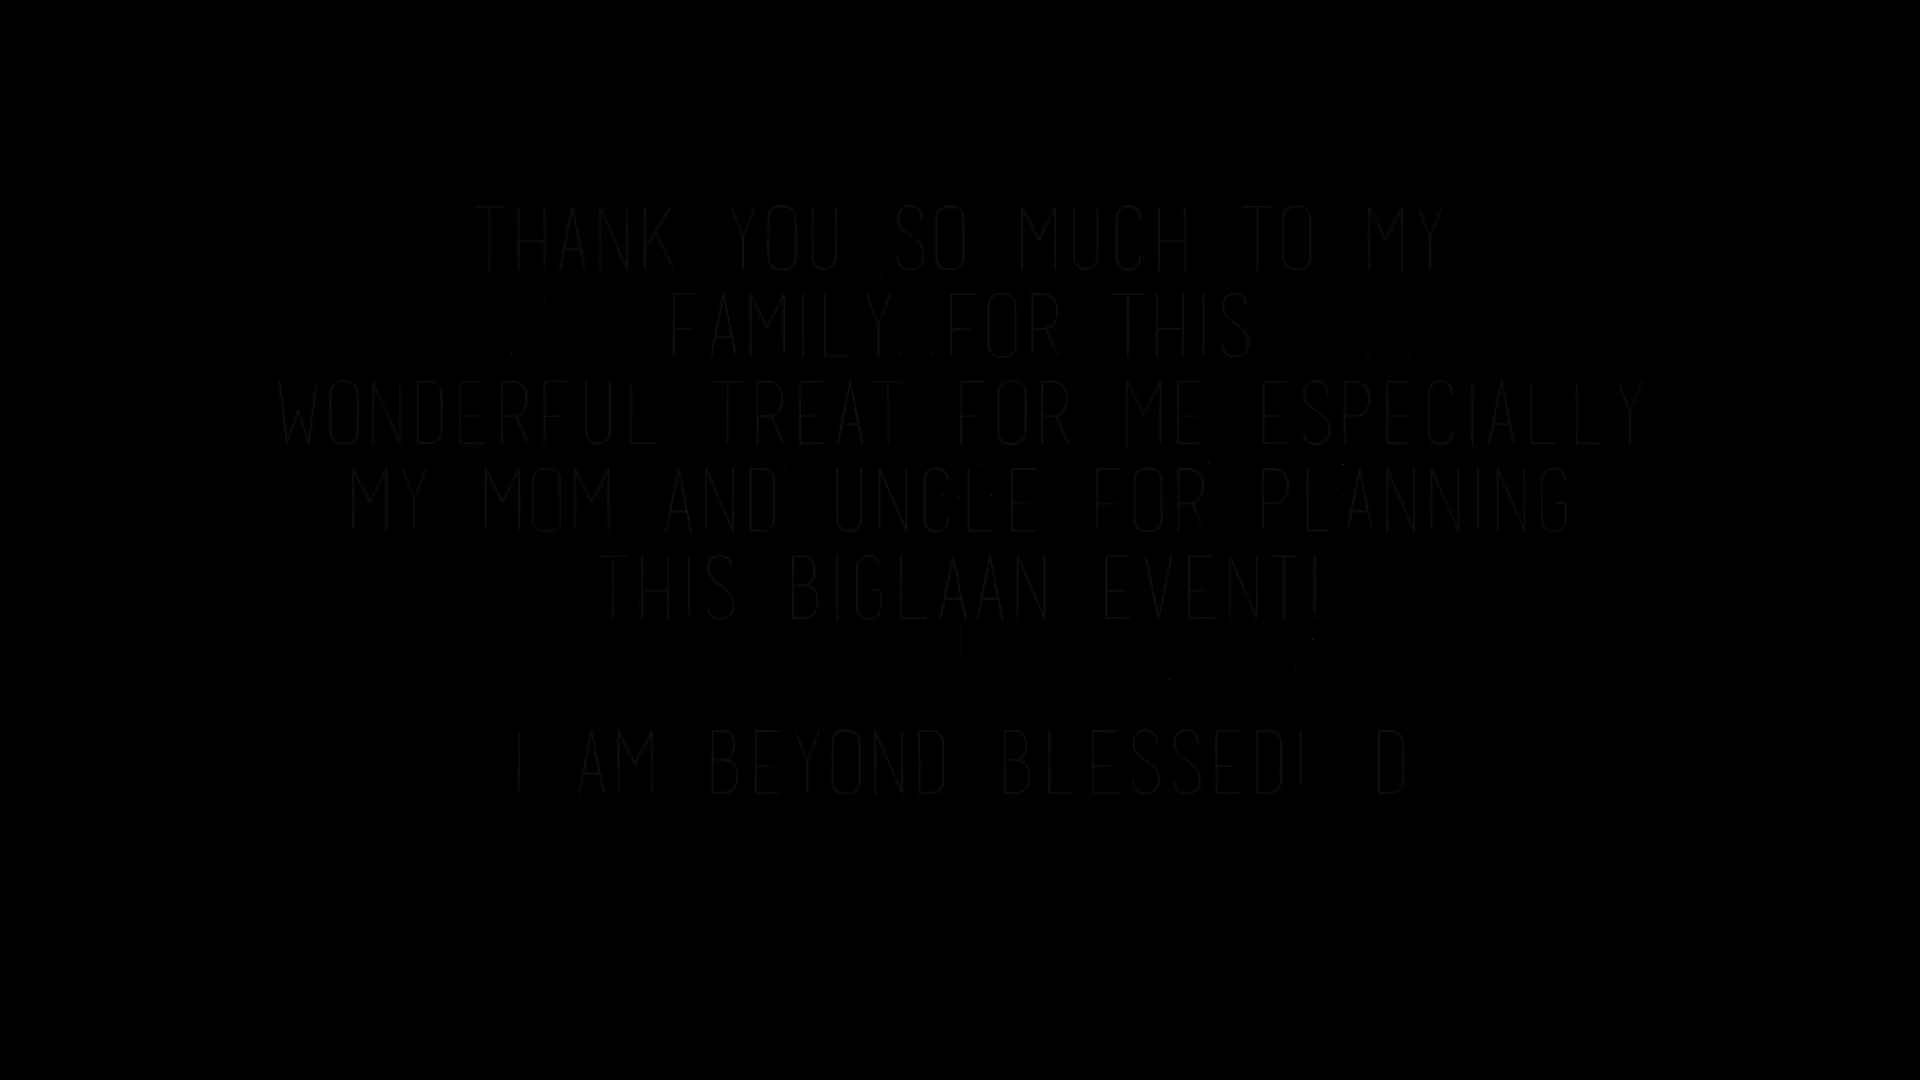 THANK YOU SO MUCH TO MY
FAMILY FOR THIS
WONDERFUL TREAT FOR ME ESPECIALLY
MY MOM AND UNCLE FOR PLANNING
THIS BIGLAAN EVENT!
I AM BEYOND BLESSED! :D